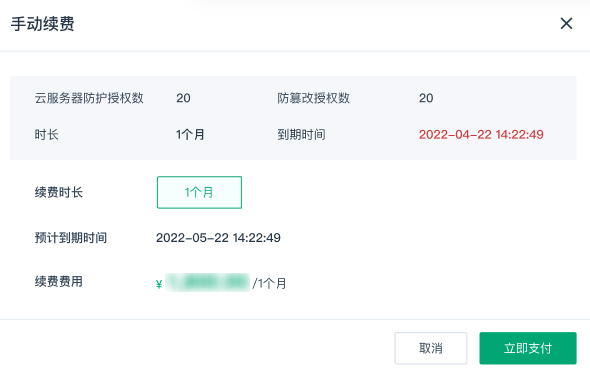 手动续费
云服务器防护授权数 20 防篡改授权数 20
时长 1个月 到期时间 2022-04-22 14:22:49
续费时长 1个月
预计到期时间 2022-05-22 14:22:49
续费费用 ¥ /1个月
取消 立即支付